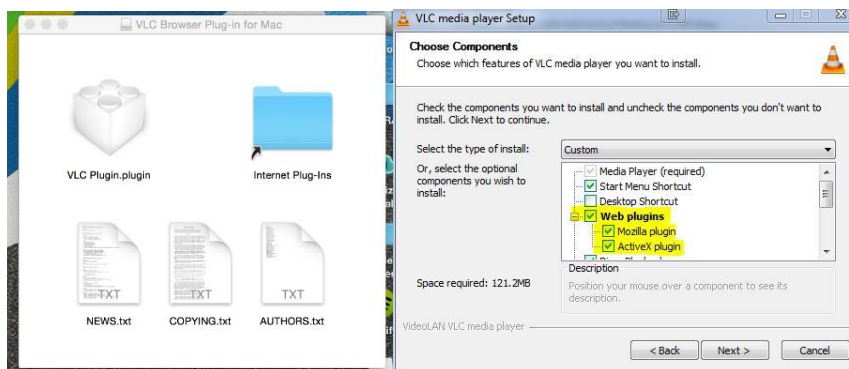 VLC Browser Plug-in for Mac
VLC Plugin.plugin
Internet Plug-Ins
TXT
TXT
TXT
NEWS.txt
COPYING.txt
AUTHORS.txt
VLC media player Setup
Choose Components
Choose which features of VLC media player you want to install.
Check the components you want to install and uncheck the components you don't want to
install. Click Next to continue.
Select the type of install:
Custom
Or, select the optional
components you wish to
install:
Media Player (required)
Start Menu Shortcut
Desktop Shortcut
Web plugins
Mozilla plugin
ActiveX plugin
Space required: 121.2MB
Description
Position your mouse over a component to see its
description.
VideoLAN VLC media player
< Back
Next >
Cancel